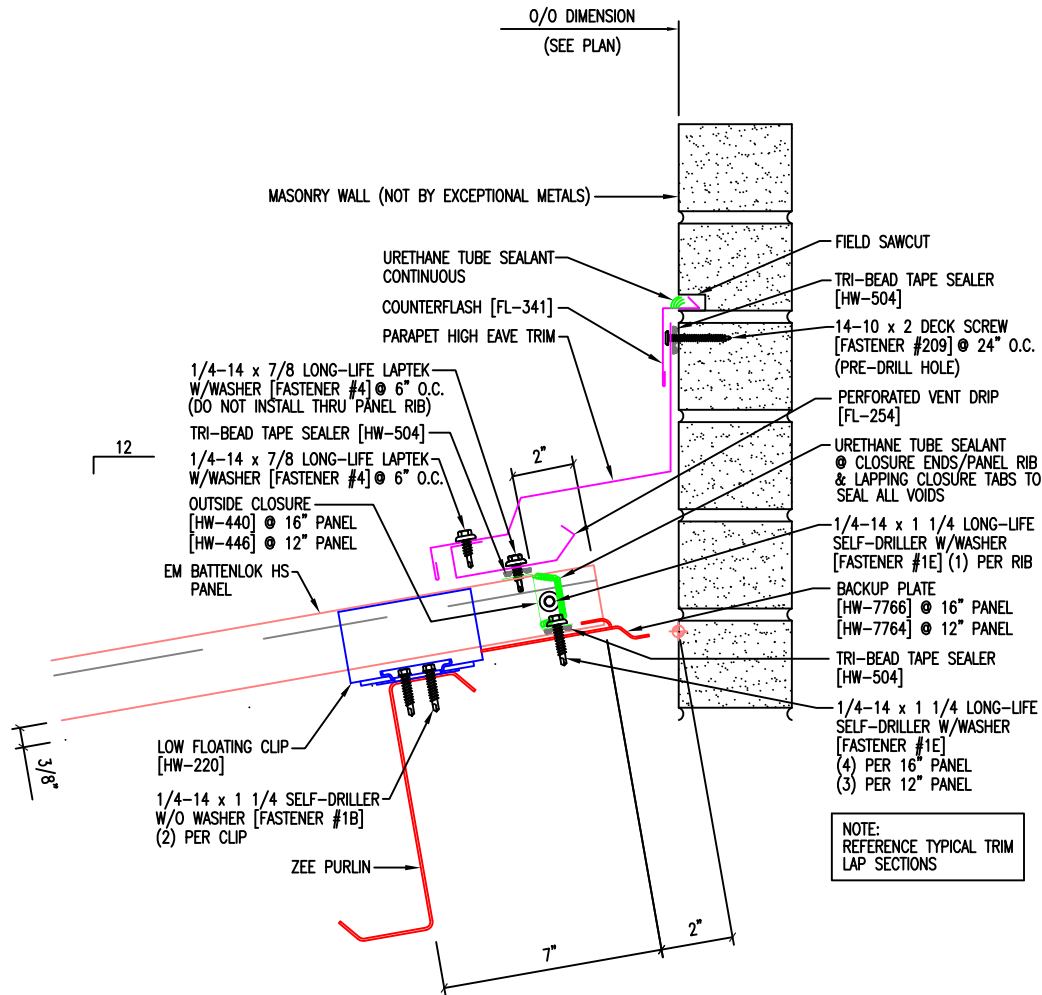 O/O DIMENSION
(SEE PLAN)
MASONRY WALL (NOT BY EXCEPTIONAL METALS)
URETHANE TUBE SEALANT
CONTINUOUS
COUNTERFLASH [FL-341]
PARAPET HIGH EAVE TRIM
1/4-14 x 7/8 LONG-LIFE LAPTEK
W/WASHER [FASTENER #4] @ 6" O.C.
(DO NOT INSTALL THRU PANEL RIB)
TRI-BEAD TAPE SEALER [HW-504]
1/4-14 x 7/8 LONG-LIFE LAPTEK
W/WASHER [FASTENER #4] @ 6" O.C.
OUTSIDE CLOSURE
[HW-440] @ 16" PANEL
[HW-446] @ 12" PANEL
EM BATTENLOK HS
PANEL
12
2"
FIELD SAWCUT
TRI-BEAD TAPE SEALER
[HW-504]
14-10 x 2 DECK SCREW
[FASTENER #209] @ 24" O.C.
(PRE-DRILL HOLE)
PERFORATED VENT DRIP
[FL-254]
URETHANE TUBE SEALANT
@ CLOSURE ENDS/PANEL RIB
& LAPPING CLOSURE TABS TO
SEAL ALL VOIDS
1/4-14 x 1 1/4 LONG-LIFE
SELF-DRILLER W/WASHER
[FASTENER #1E] (1) PER RIB
BACKUP PLATE
[HW-7766] @ 16" PANEL
[HW-7764] @ 12" PANEL
TRI-BEAD TAPE SEALER
[HW-504]
1/4-14 x 1 1/4 LONG-LIFE
SELF-DRILLER W/WASHER
[FASTENER #1E]
(4) PER 16" PANEL
(3) PER 12" PANEL
3/8"
LOW FLOATING CLIP
[HW-220]
1/4-14 x 1 1/4 SELF-DRILLER
W/O WASHER [FASTENER #1B]
(2) PER CLIP
ZEE PURLIN
7"
2"
NOTE:
REFERENCE TYPICAL TRIM
LAP SECTIONS